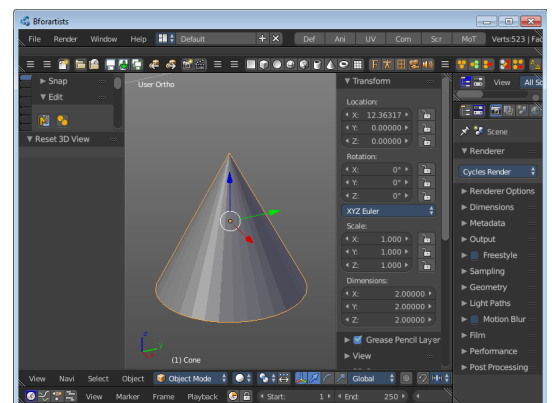 Bforartists
File Render Window Help Default Def Ani UV Com Scr MoT Verts:523 | Fac
Snap
Edit
Reset 3D View
User Ortho
(1) Cone
Transform
Location:
X: 12.36317
Y: 0.00000
Z: 0.00000
Rotation:
X: 0°
Y: 0°
Z: 0°
XYZ Euler
Scale:
X: 1.000
Y: 1.000
Z: 1.000
Dimensions:
X: 2.00000
Y: 2.00000
Z: 2.00000
Grease Pencil Layer
View
View All Sc
Scene
Renderer
Cycles Render
Renderer Options
Dimensions
Metadata
Output
Freestyle
Sampling
Geometry
Light Paths
Motion Blur
Film
Performance
Post Processing
View Navi Select Object Object Mode Global
View Marker Frame Playback Start: 1 End: 250